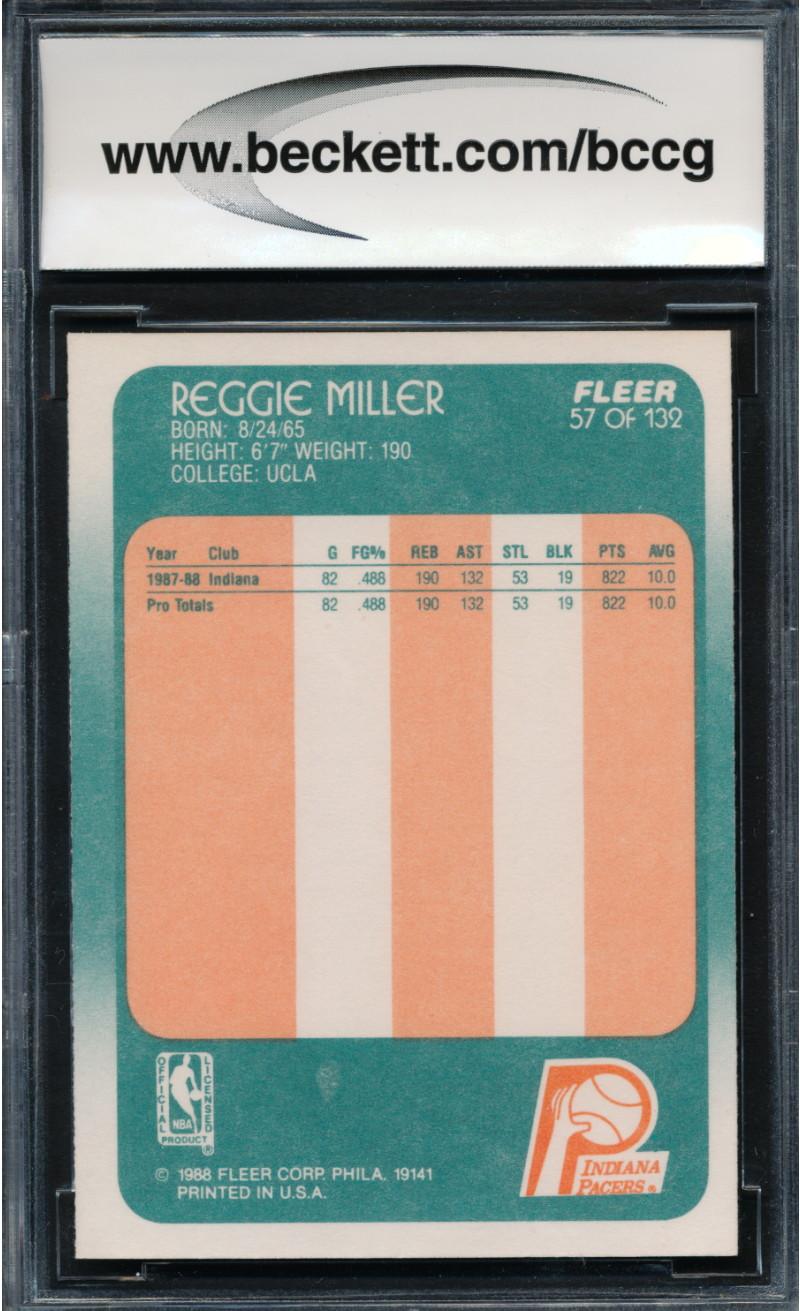 www.beckett.com/bccg
REGGIE MILLER
BORN: 8/24/65
HEIGHT: 6'7" WEIGHT: 190
COLLEGE: UCLA
FLEER
57 OF 132
Year Club G FG% REB AST STL BLK PTS AVG
1987-88 Indiana 82 .488 190 132 53 19 822 10.0
Pro Totals 82 .488 190 132 53 19 822 10.0
OFFICIAL LICENSED
NBA
PRODUCT ®
© 1988 FLEER CORP. PHILA. 19141
PRINTED IN U.S.A.
INDIANA
PACERS ®